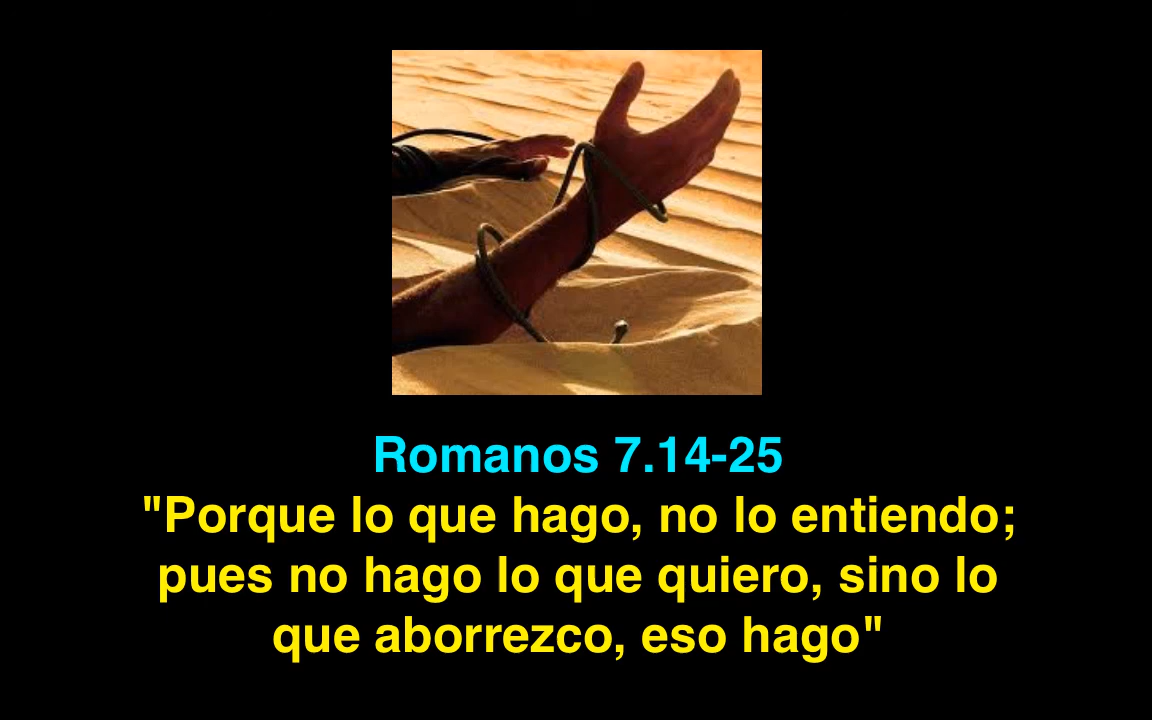 Romanos 7.14-25
"Porque lo que hago, no lo entiendo;
pues no hago lo que quiero, sino lo
que aborrezco, eso hago"